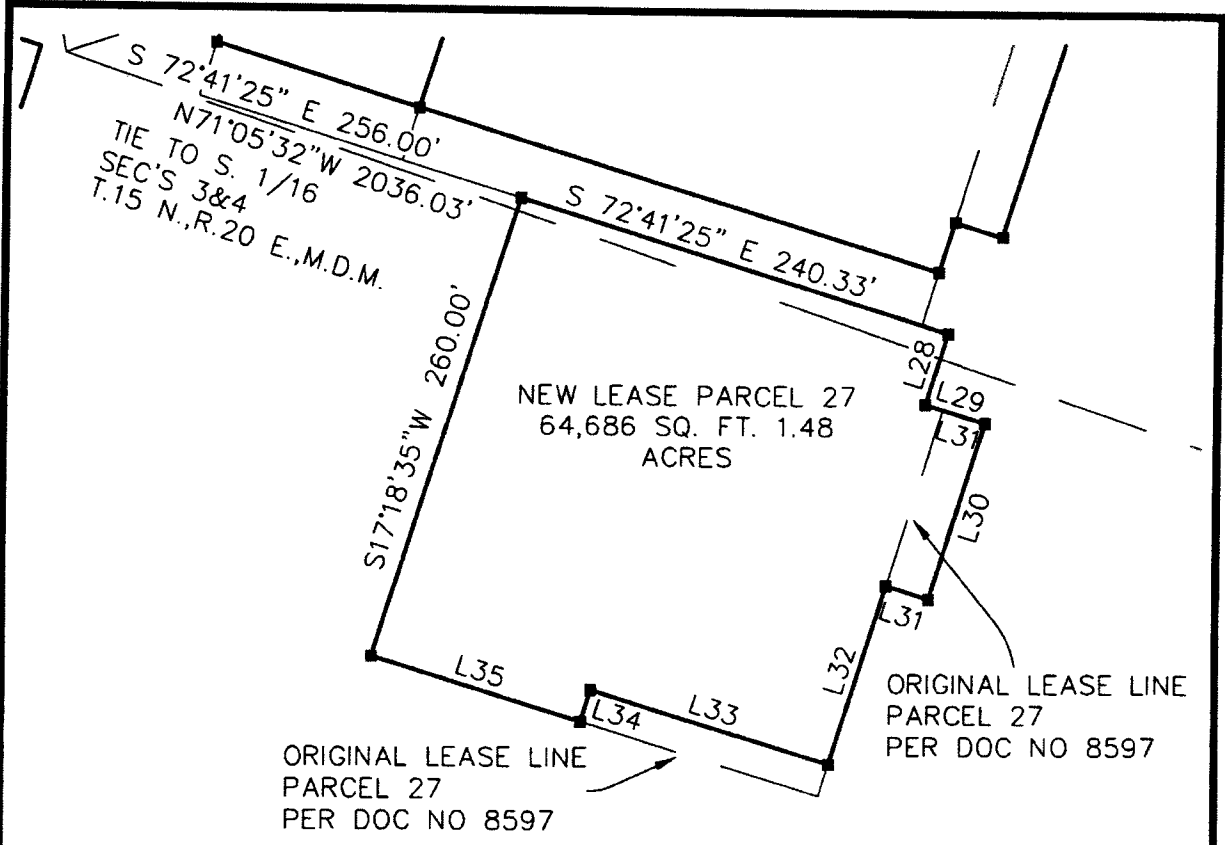 S 72°41'25" E 256.00'
N71°05'32"W 2036.03'
TIE TO S. 1/16
SEC'S 3&4
T.15 N.,R.20 E.,M.D.M.
S 72°41'25" E 240.33'
S17°18'35"W 260.00'
NEW LEASE PARCEL 27
64,686 SQ. FT. 1.48
ACRES
L28
L29
L31
L30
L31
L32
L33
L34
L35
ORIGINAL LEASE LINE
PARCEL 27
PER DOC NO 8597
ORIGINAL LEASE LINE
PARCEL 27
PER DOC NO 8597